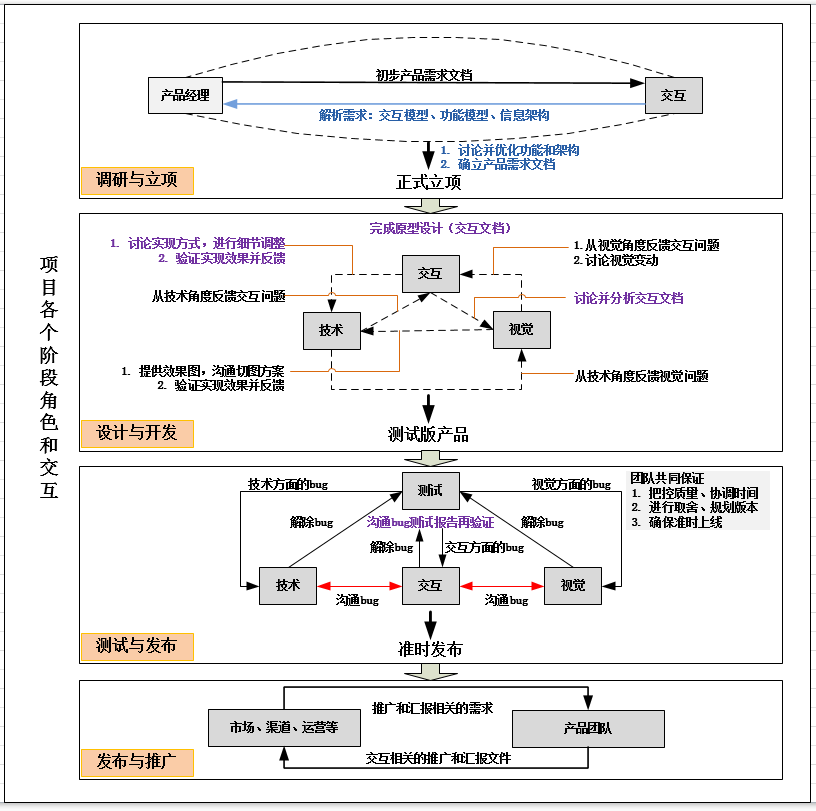 项目各个阶段角色和交互
初步产品需求文档
产品经理
交互
解析需求：交互模型、功能模型、信息架构
1. 讨论并优化功能和架构
2. 确立产品需求文档
调研与立项
正式立项
完成原型设计（交互文档）
1. 讨论实现方式，进行细节调整
2. 验证实现效果并反馈
1.从视觉角度反馈交互问题
2.讨论视觉变动
交互
从技术角度反馈交互问题
讨论并分析交互文档
技术
视觉
1. 提供效果图，沟通切图方案
2. 验证实现效果并反馈
从技术角度反馈视觉问题
设计与开发
测试版产品
技术方面的bug
测试
视觉方面的bug
团队共同保证
1. 把控质量、协调时间
2. 进行取舍、规划版本
3. 确保准时上线
解除bug
沟通bug测试报告再验证
解除bug
解除bug
交互方面的bug
技术
交互
视觉
沟通bug
沟通bug
测试与发布
准时发布
推广和汇报相关的需求
市场、渠道、运营等
产品团队
交互相关的推广和汇报文件
发布与推广